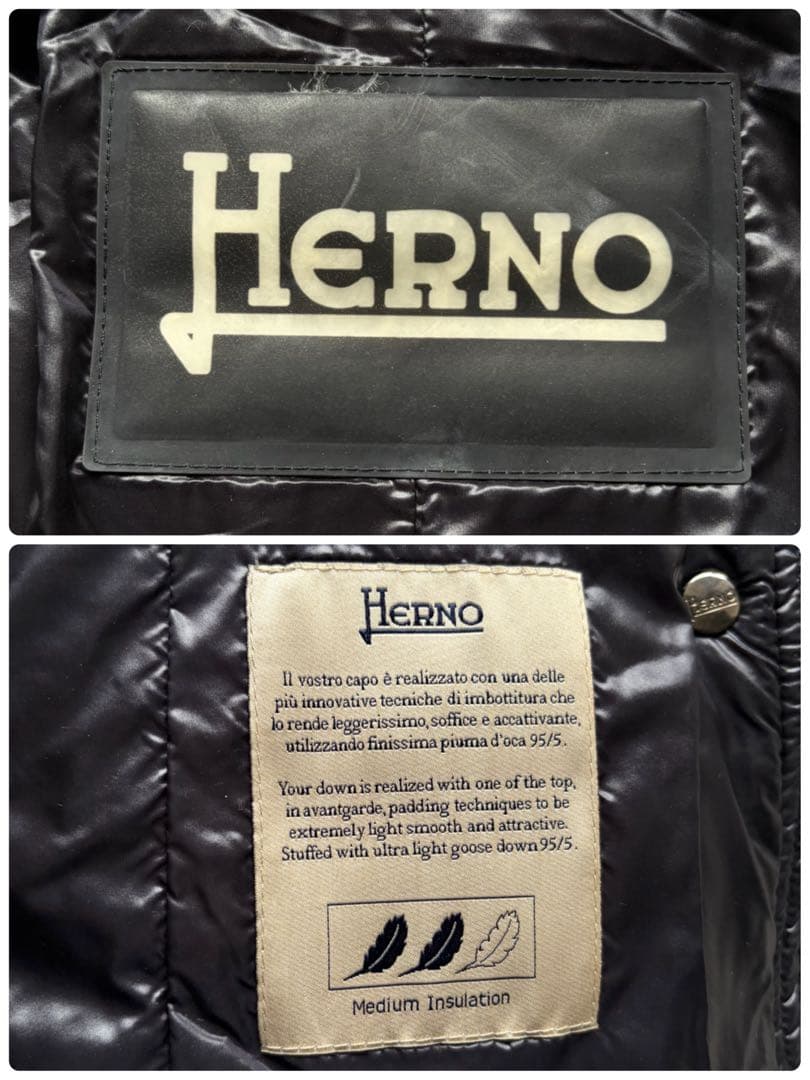 HERNO
HERNO
HERNO
Il vostro capo è realizzato con una delle
più innovative tecniche di imbottitura che
lo rende leggerissimo, soffice e accattivante,
utilizzando finissima piuma d'oca 95/5.
Your down is realized with one of the top,
in avantgarde, padding techniques to be
extremely light smooth and attractive.
Stuffed with ultra light goose down 95/5.
Medium Insulation